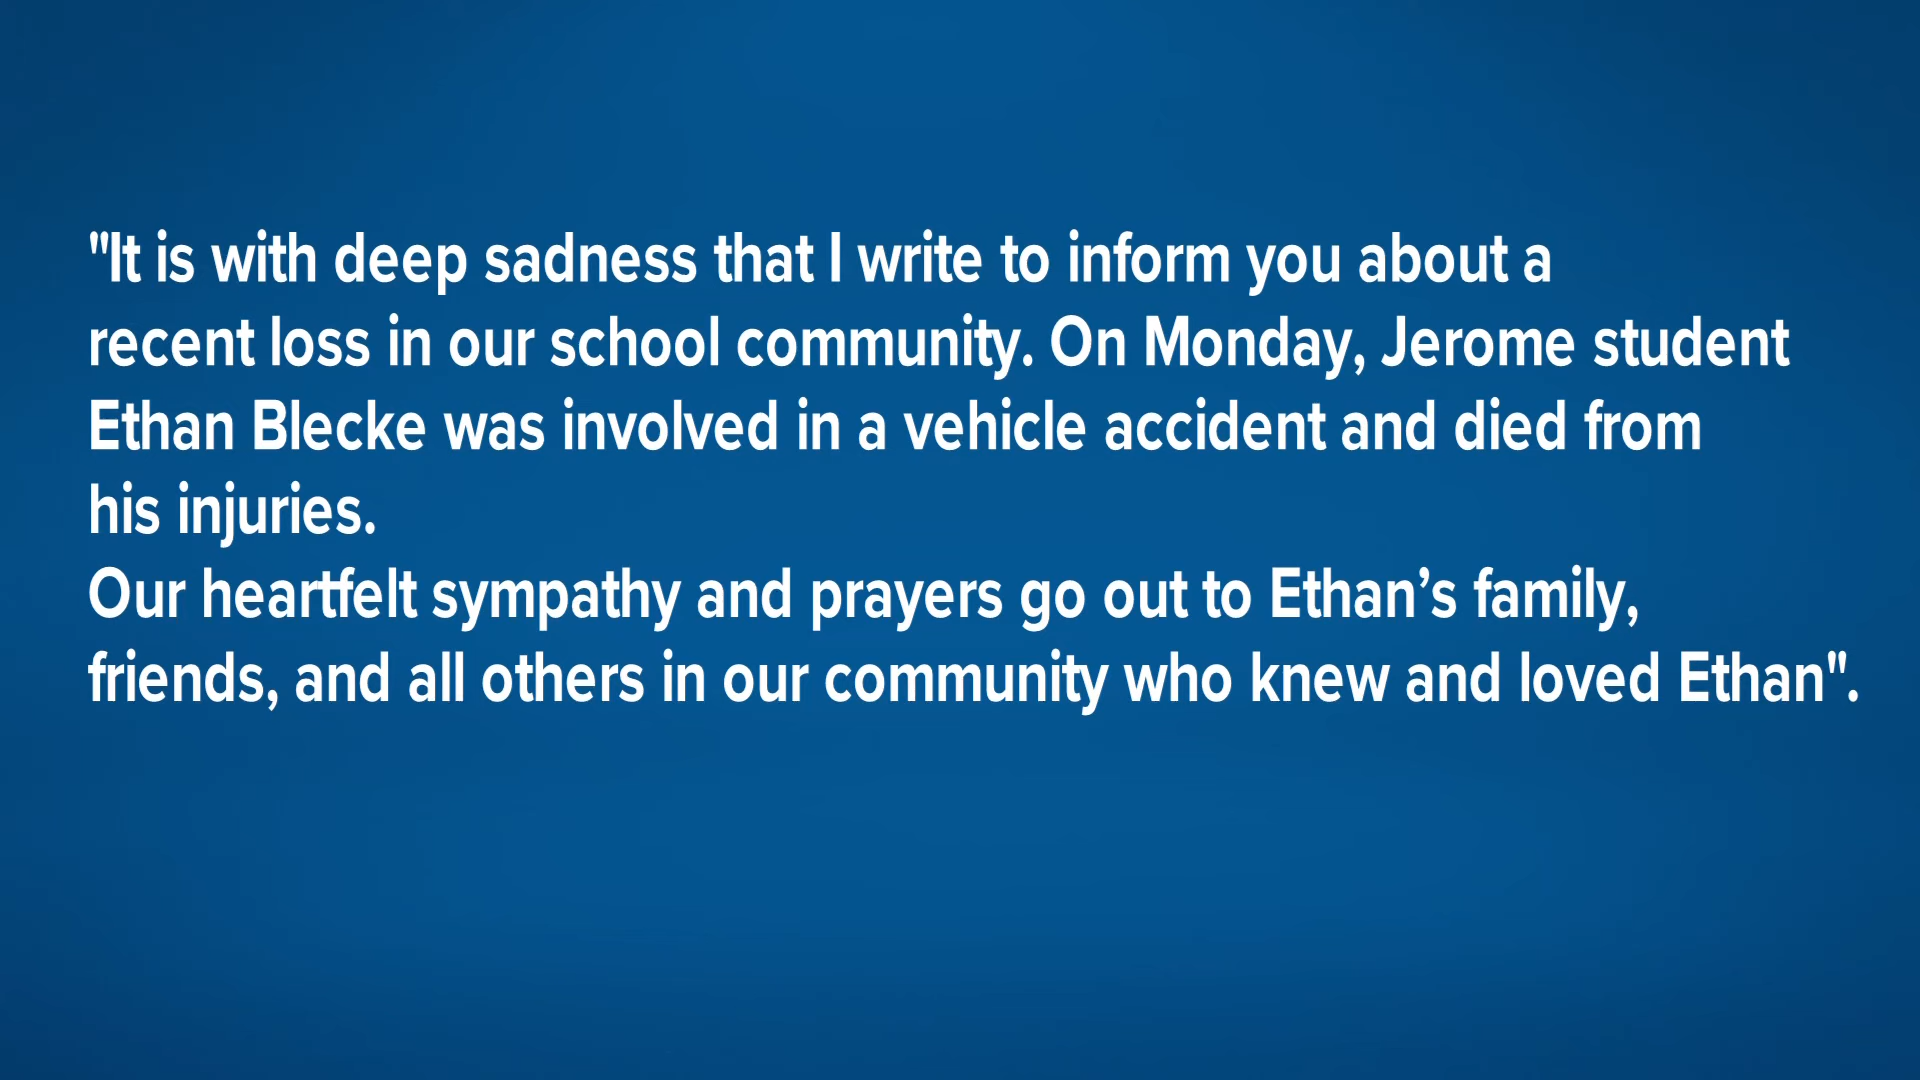 "It is with deep sadness that I write to inform you about a
recent loss in our school community. On Monday, Jerome student
Ethan Blecke was involved in a vehicle accident and died from
his injuries.
Our heartfelt sympathy and prayers go out to Ethan’s family,
friends, and all others in our community who knew and loved Ethan".